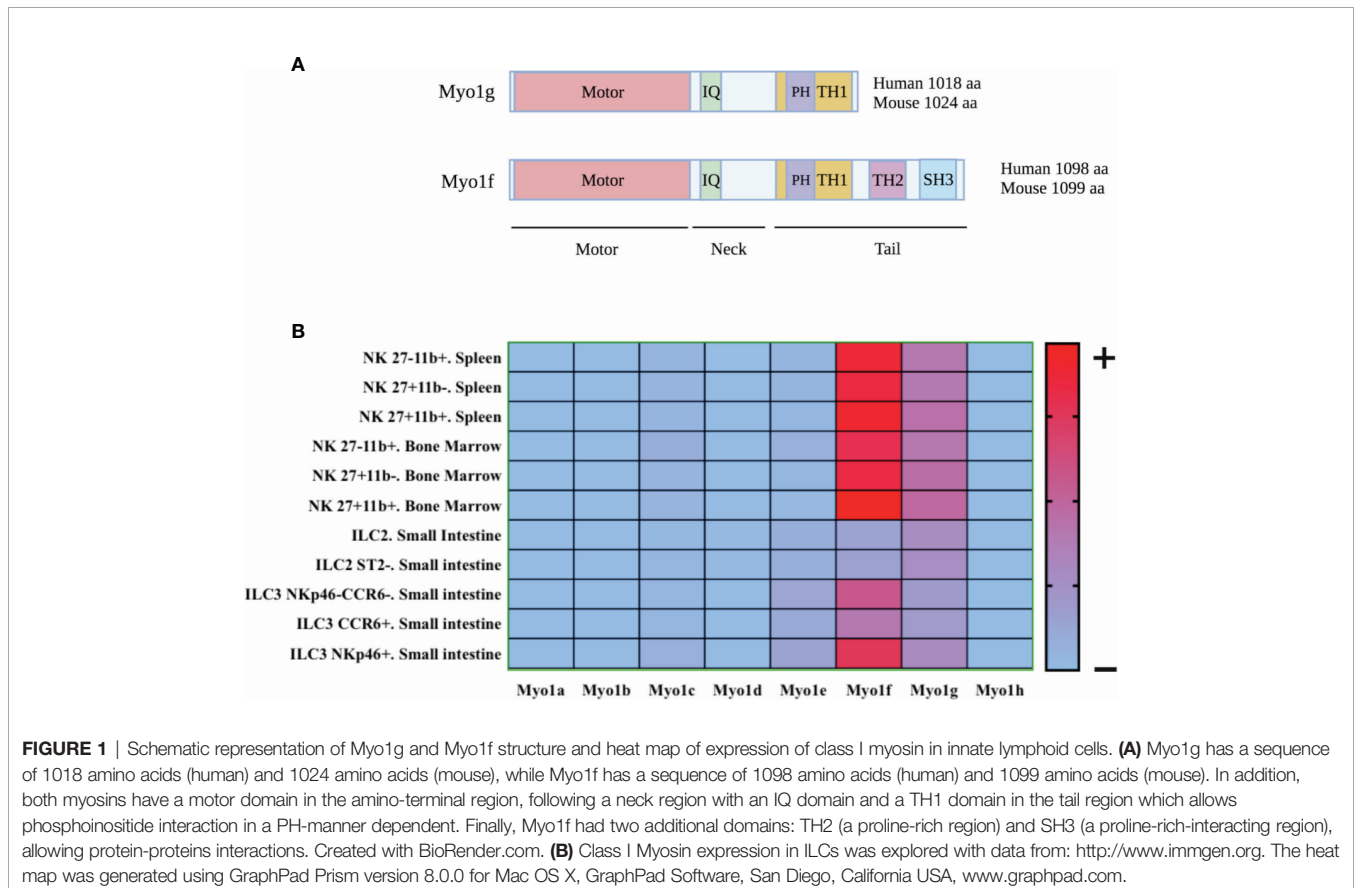 A
Myo1g
Motor
IQ
PH
TH1
Human 1018 aa
Mouse 1024 aa
Myo1f
Motor
IQ
PH
TH1
TH2
SH3
Human 1098 aa
Mouse 1099 aa
Motor
Neck
Tail
B
NK 27-11b+. Spleen
NK 27+11b-. Spleen
NK 27+11b+. Spleen
NK 27-11b+. Bone Marrow
NK 27+11b-. Bone Marrow
NK 27+11b+. Bone Marrow
ILC2. Small Intestine
ILC2 ST2-. Small intestine
ILC3 NKp46-CCR6-. Small intestine
ILC3 CCR6+. Small intestine
ILC3 NKp46+. Small intestine
+
−
Myo1a Myo1b Myo1c Myo1d Myo1e Myo1f Myo1g Myo1h
FIGURE 1 | Schematic representation of Myo1g and Myo1f structure and heat map of expression of class I myosin in innate lymphoid cells. (A) Myo1g has a sequence
of 1018 amino acids (human) and 1024 amino acids (mouse), while Myo1f has a sequence of 1098 amino acids (human) and 1099 amino acids (mouse). In addition,
both myosins have a motor domain in the amino-terminal region, following a neck region with an IQ domain and a TH1 domain in the tail region which allows
phosphoinositide interaction in a PH-manner dependent. Finally, Myo1f had two additional domains: TH2 (a proline-rich region) and SH3 (a proline-rich-interacting region),
allowing protein-proteins interactions. Created with BioRender.com. (B) Class I Myosin expression in ILCs was explored with data from: http://www.immgen.org. The heat
map was generated using GraphPad Prism version 8.0.0 for Mac OS X, GraphPad Software, San Diego, California USA, www.graphpad.com.